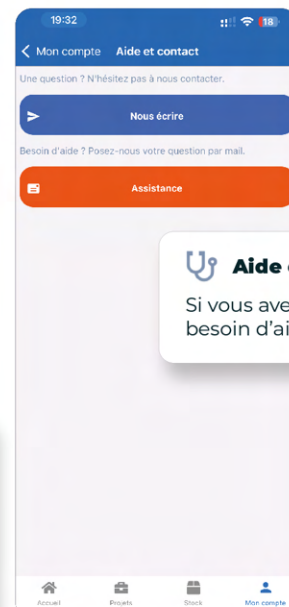 19:32
18
Mon compte Aide et contact
Une question ? N'hésitez pas à nous contacter.
Nous écrire
Besoin d'aide ? Posez-nous votre question par mail.
Assistance
Aide
Si vous ave
besoin d'ai
Accueil Projets Stock Mon compte